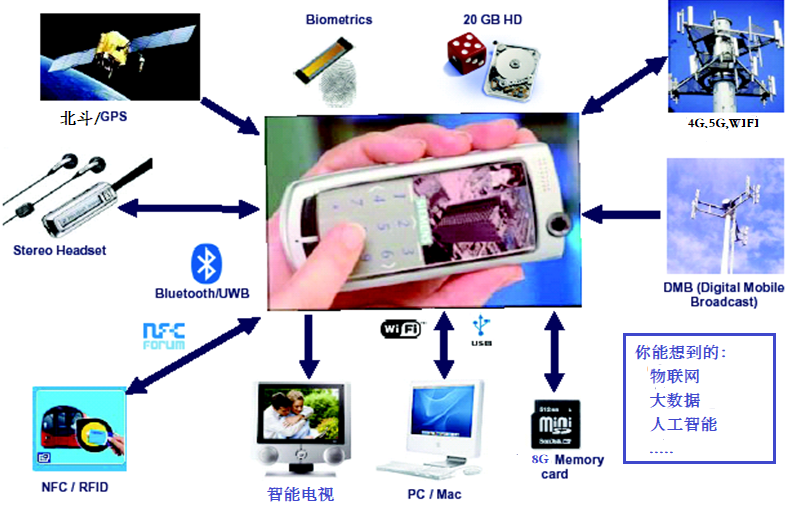 Biometrics
20 GB HD
北斗/GPS
4G,5G,WIFI
Stereo Headset
Bluetooth/UWB
DMB (Digital Mobile
Broadcast)
NFC
FORUM
WiFi
USB
你能想到的:
物联网
大数据
人工智能
.....
mini
SD
NFC / RFID
智能电视
PC / Mac
8G Memory
card